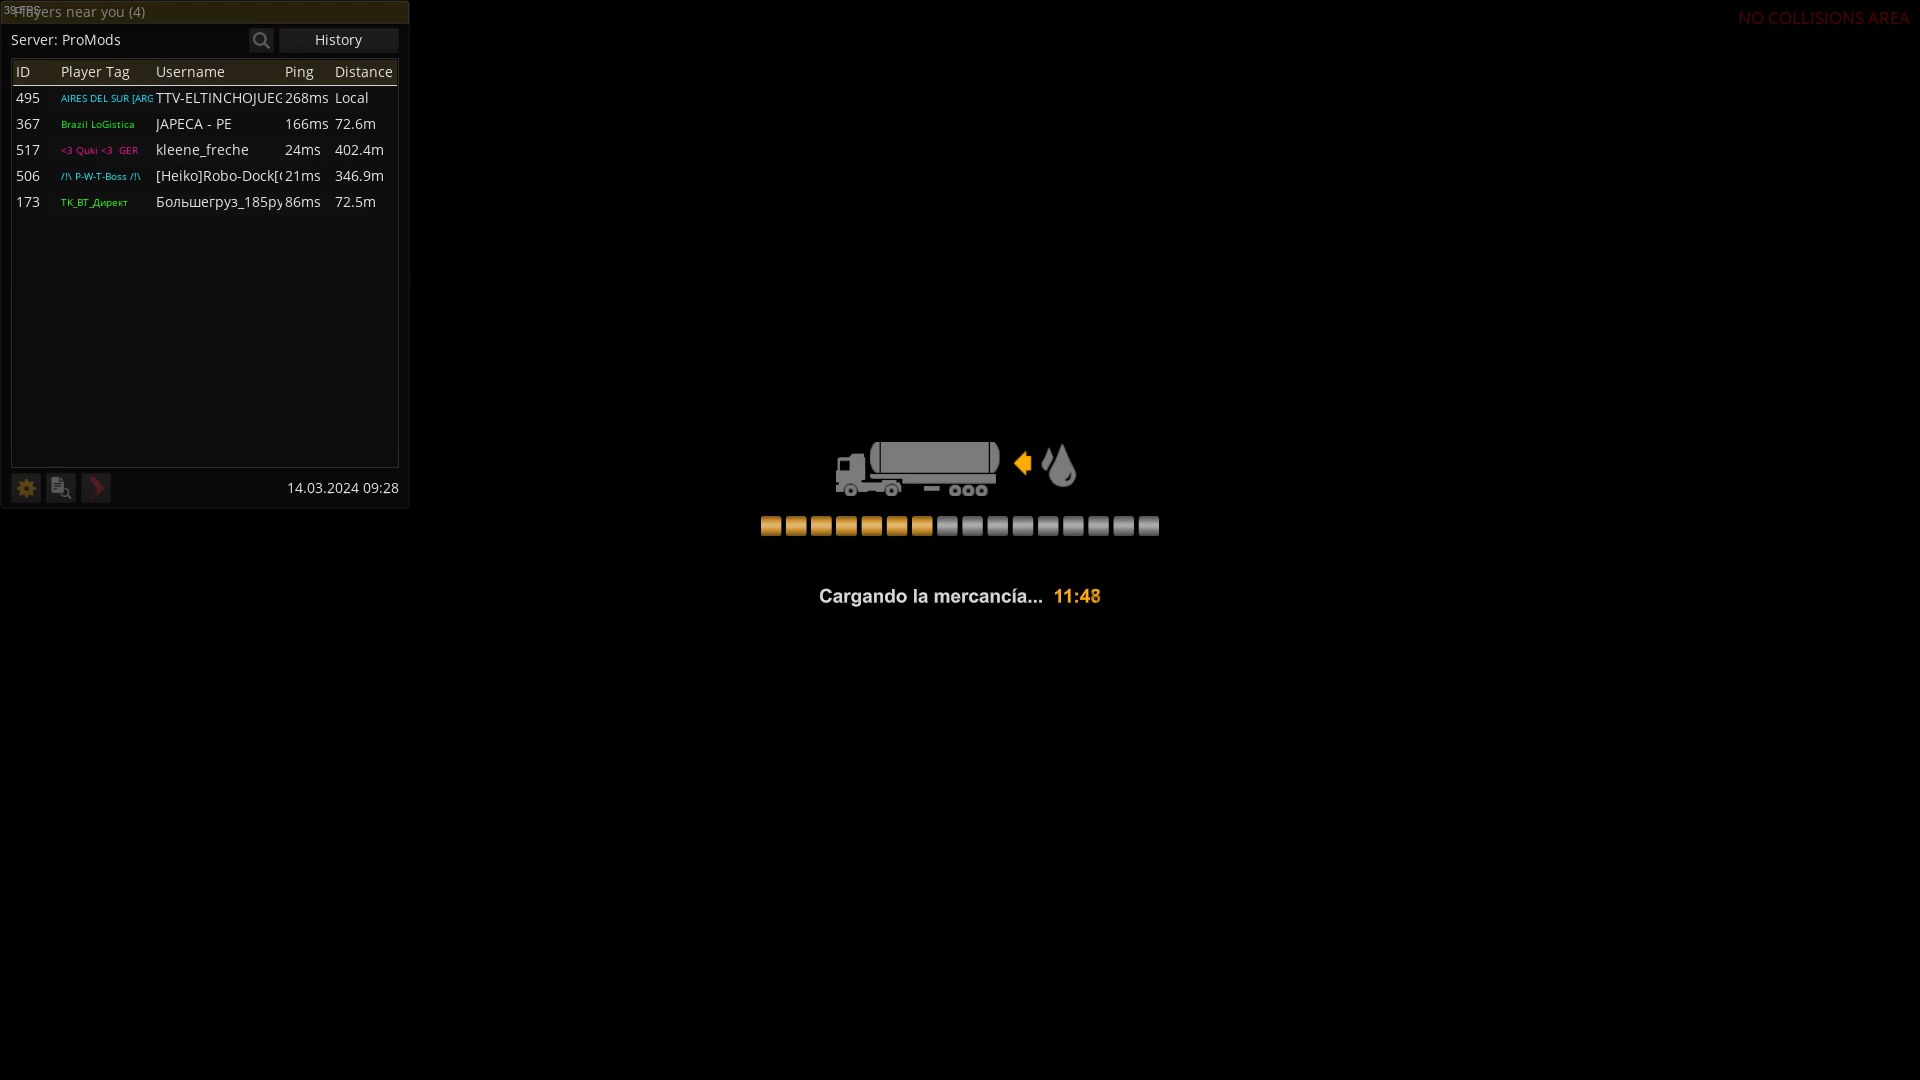 Players near you (4)
39 FPS
NO COLLISIONS AREA
Server: ProMods
History
ID Player Tag Username Ping Distance
495 AIRES DEL SUR [ARG TTV-ELTINCHOJUEG 268ms Local
367 Brazil LoGistica JAPECA - PE 166ms 72.6m
517 <3 Quki <3 GER kleene_freche 24ms 402.4m
506 /!\ P-W-T-Boss /!\ [Heiko]Robo-Dock[ 21ms 346.9m
173 TK_BT_Директ Большегруз_185ру 86ms 72.5m
14.03.2024 09:28
Cargando la mercancía... 11:48